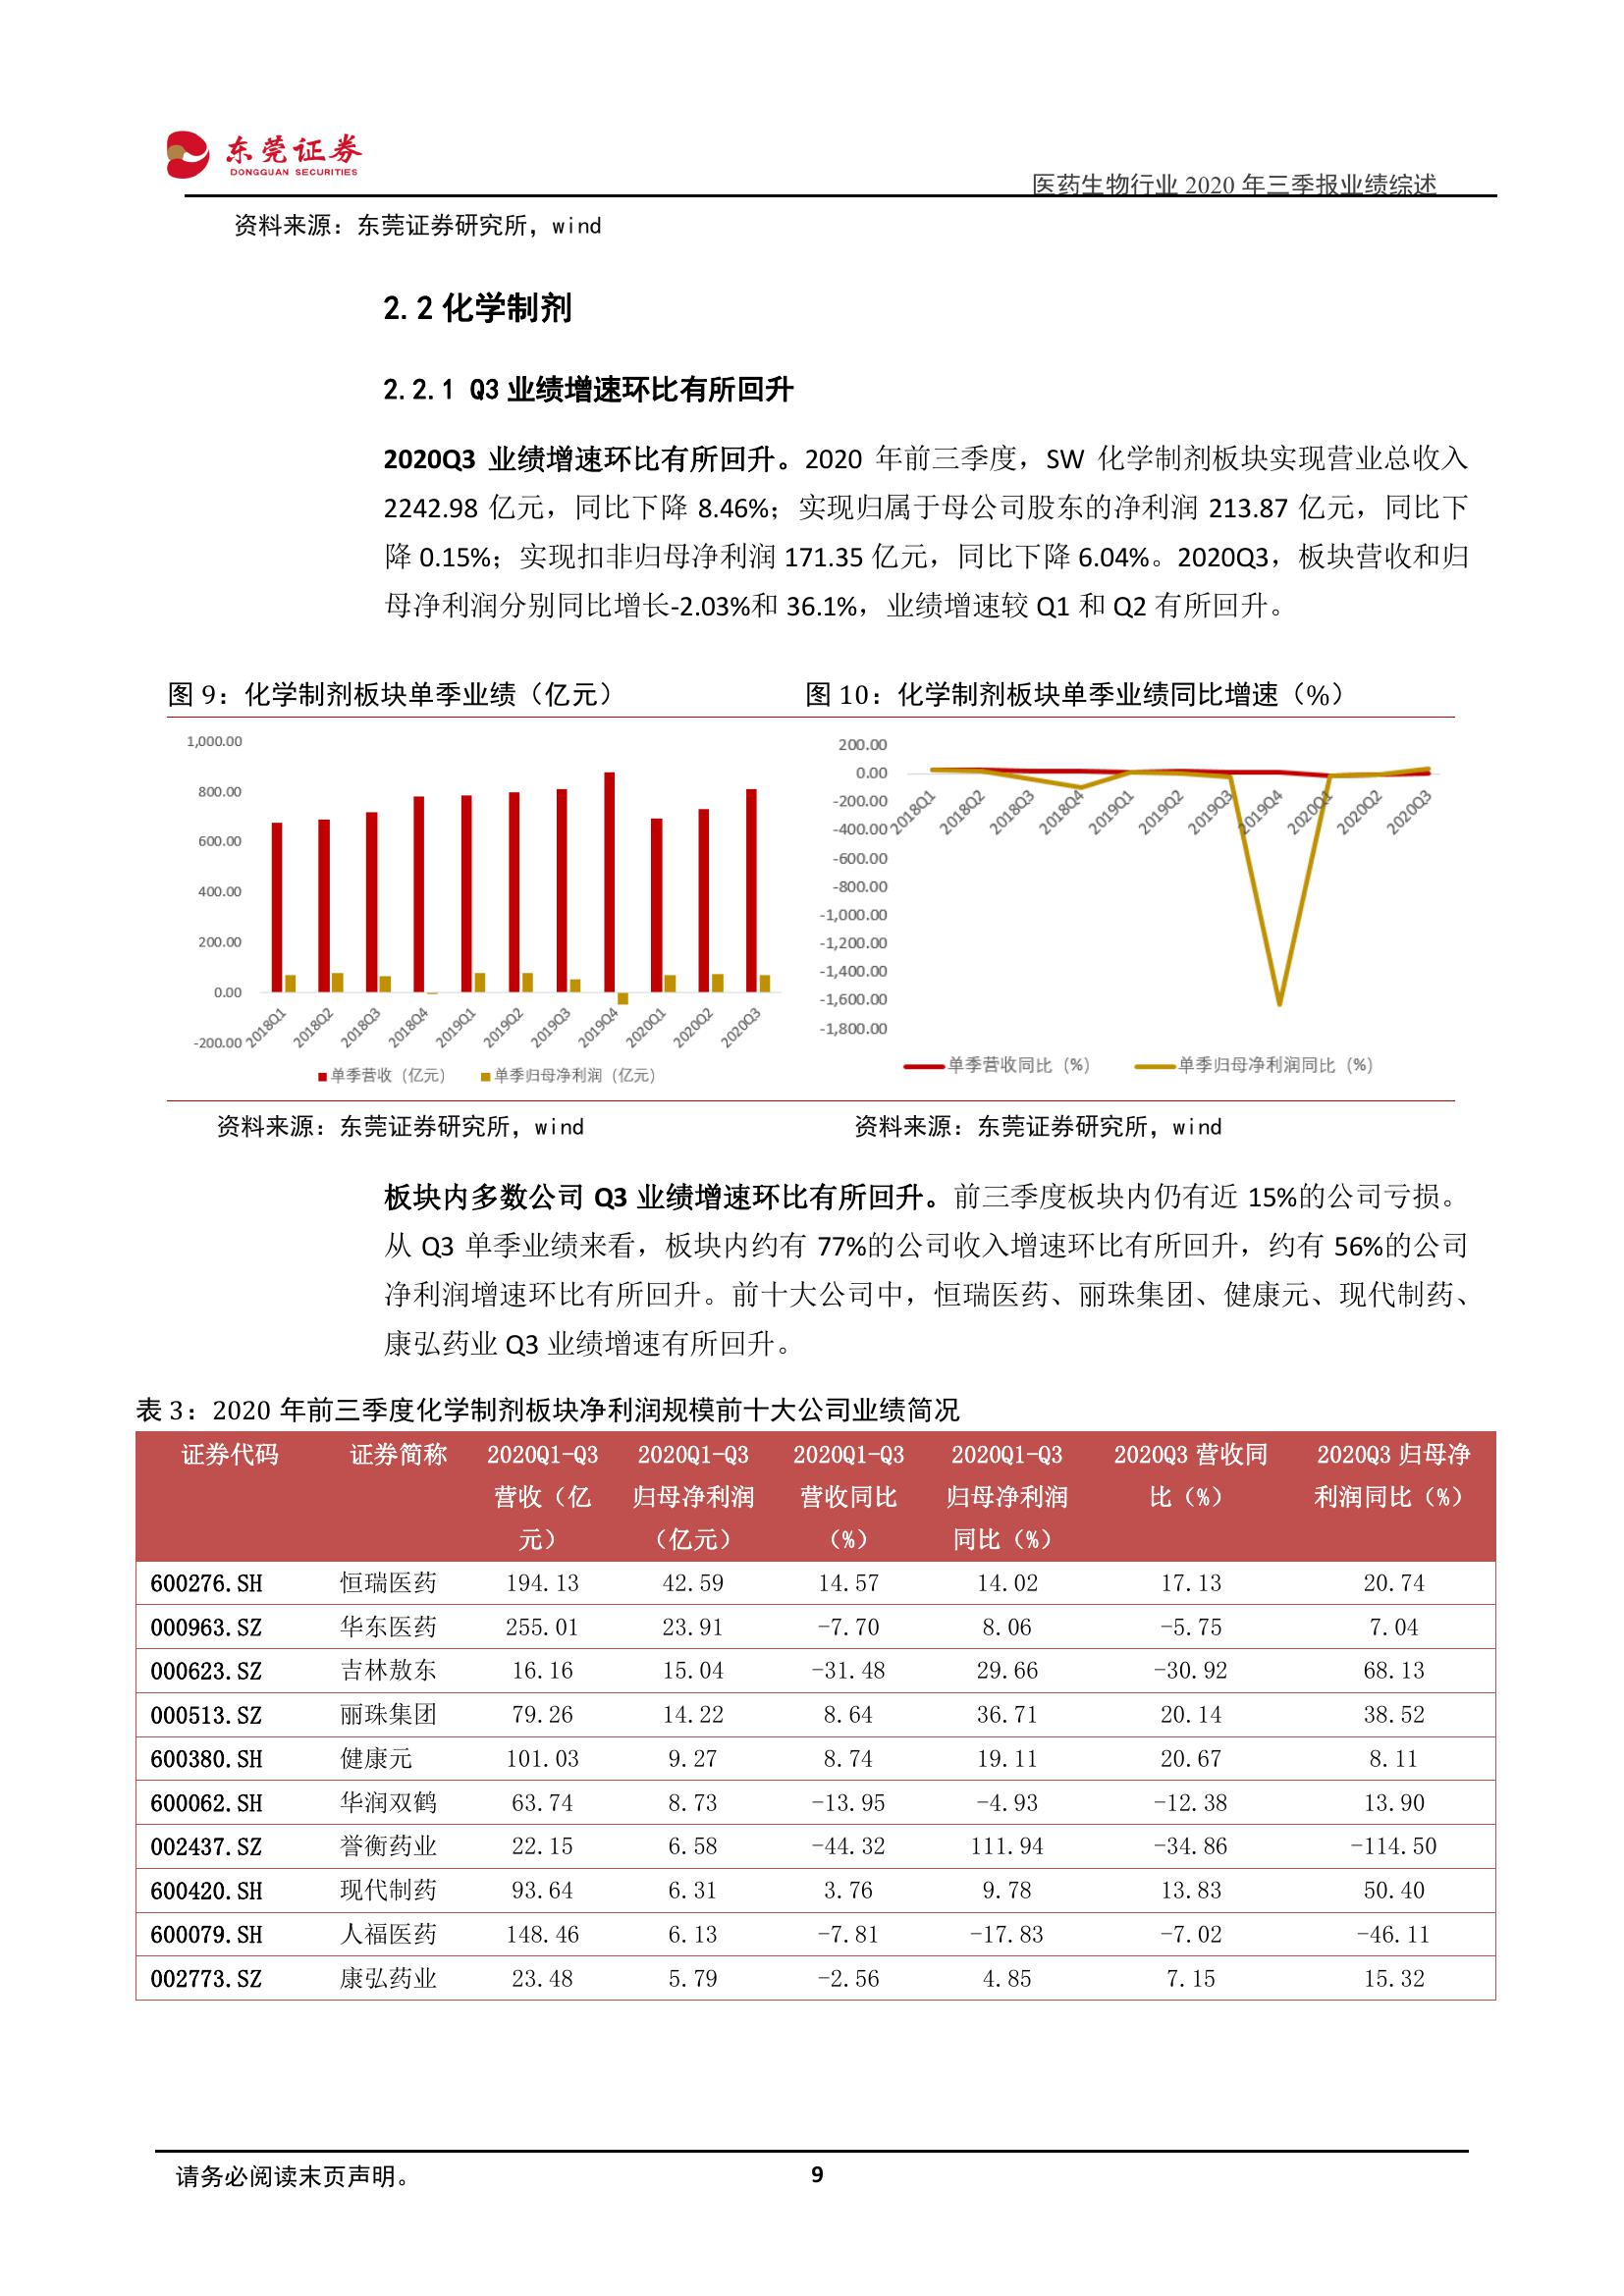 东莞证券
DONGGUAN SECURITIES
医药生物行业 2020 年三季报业绩综述
资料来源：东莞证券研究所，wind
2.2 化学制剂
2.2.1 Q3 业绩增速环比有所回升
2020Q3 业绩增速环比有所回升。2020 年前三季度，SW 化学制剂板块实现营业总收入
2242.98 亿元，同比下降 8.46%；实现归属于母公司股东的净利润 213.87 亿元，同比下
降 0.15%；实现扣非归母净利润 171.35 亿元，同比下降 6.04%。2020Q3，板块营收和归
母净利润分别同比增长-2.03%和 36.1%，业绩增速较 Q1 和 Q2 有所回升。
图 9：化学制剂板块单季业绩（亿元）
1,000.00
800.00
600.00
400.00
200.00
0.00
-200.00
2018Q1 2018Q2 2018Q3 2018Q4 2019Q1 2019Q2 2019Q3 2019Q4 2020Q1 2020Q2 2020Q3
单季营收（亿元） 单季归母净利润（亿元）
资料来源：东莞证券研究所，wind
图 10：化学制剂板块单季业绩同比增速（%）
200.00
0.00
-200.00
-400.00
-600.00
-800.00
-1,000.00
-1,200.00
-1,400.00
-1,600.00
-1,800.00
2018Q1 2018Q2 2018Q3 2018Q4 2019Q1 2019Q2 2019Q3 2019Q4 2020Q1 2020Q2 2020Q3
单季营收同比（%） 单季归母净利润同比（%）
资料来源：东莞证券研究所，wind
板块内多数公司 Q3 业绩增速环比有所回升。前三季度板块内仍有近 15%的公司亏损。
从 Q3 单季业绩来看，板块内约有 77%的公司收入增速环比有所回升，约有 56%的公司
净利润增速环比有所回升。前十大公司中，恒瑞医药、丽珠集团、健康元、现代制药、
康弘药业 Q3 业绩增速有所回升。
表 3：2020 年前三季度化学制剂板块净利润规模前十大公司业绩简况
证券代码 证券简称 2020Q1-Q3 2020Q1-Q3 2020Q1-Q3 2020Q1-Q3 2020Q3 营收同 2020Q3 归母净
营收（亿 归母净利润 营收同比 归母净利润 比（%） 利润同比（%）
元） （亿元） （%） 同比（%）
600276.SH 恒瑞医药 194.13 42.59 14.57 14.02 17.13 20.74
000963.SZ 华东医药 255.01 23.91 -7.70 8.06 -5.75 7.04
000623.SZ 吉林敖东 16.16 15.04 -31.48 29.66 -30.92 68.13
000513.SZ 丽珠集团 79.26 14.22 8.64 36.71 20.14 38.52
600380.SH 健康元 101.03 9.27 8.74 19.11 20.67 8.11
600062.SH 华润双鹤 63.74 8.73 -13.95 -4.93 -12.38 13.90
002437.SZ 誉衡药业 22.15 6.58 -44.32 111.94 -34.86 -114.50
600420.SH 现代制药 93.64 6.31 3.76 9.78 13.83 50.40
600079.SH 人福医药 148.46 6.13 -7.81 -17.83 -7.02 -46.11
002773.SZ 康弘药业 23.48 5.79 -2.56 4.85 7.15 15.32
请务必阅读末页声明。 9